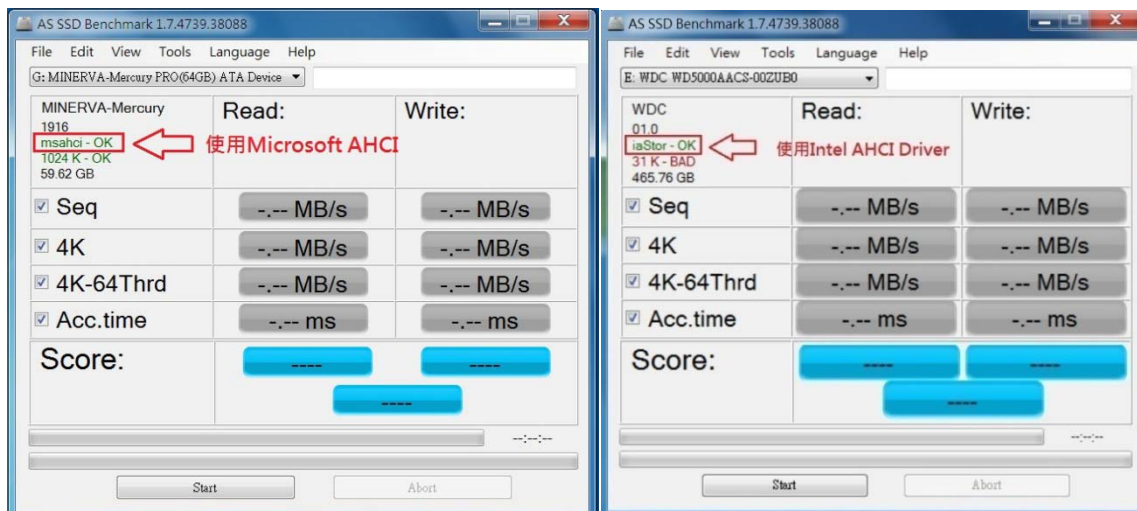 AS SSD Benchmark 1.7.4739.38088
File Edit View Tools Language Help
G: MINERVA-Mercury PRO(64GB) ATA Device
MINERVA-Mercury
1916
msahci - OK
1024 K - OK
59.62 GB
使用Microsoft AHCI
Read: Write:
Seq -.-- MB/s -.-- MB/s
4K -.-- MB/s -.-- MB/s
4K-64Thrd -.-- MB/s -.-- MB/s
Acc.time -.-- ms -.-- ms
Score: ---- ----
----
--:--:--
Start Abort
AS SSD Benchmark 1.7.4739.38088
File Edit View Tools Language Help
E: WDC WD5000AACS-00ZUB0
WDC
01.0
iaStor - OK
31 K - BAD
465.76 GB
使用Intel AHCI Driver
Read: Write:
Seq -.-- MB/s -.-- MB/s
4K -.-- MB/s -.-- MB/s
4K-64Thrd -.-- MB/s -.-- MB/s
Acc.time -.-- ms -.-- ms
Score: ---- ----
----
--:--:--
Start Abort